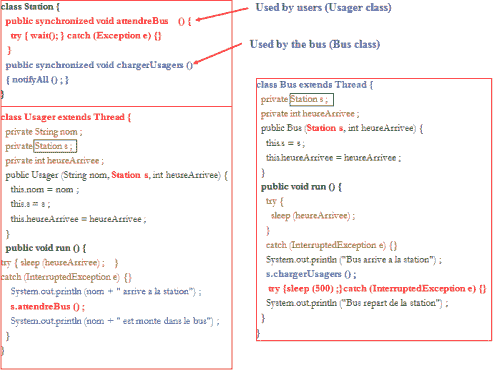 class Station {
public synchronized void attendreBus () {
try { wait(); } catch (Exception e) {}
}
public synchronized void chargerUsagers ()
{ notifyAll () ; }
}
Used by users (Usager class)
Used by the bus (Bus class)
class Usager extends Thread {
private String nom ;
private Station s ;
private int heureArrivee ;
public Usager (String nom, Station s, int heureArrivee) {
this.nom = nom ;
this.s = s ;
this.heureArrivee = heureArrivee ;
}
public void run () {
try { sleep (heureArrivee) ; }
catch (InterruptedException e) {}
System.out.println (nom + " arrive a la station") ;
s.attendreBus () ;
System.out.println (nom + " est monte dans le bus") ;
}
}
class Bus extends Thread {
private Station s ;
private int heureArrivee ;
public Bus (Station s, int heureArrivee) {
this.s = s ;
this.heureArrivee = heureArrivee ;
}
public void run () {
try {
sleep (heureArrivee) ;
}
catch (InterruptedException e) {}
System.out.println ("Bus arrive a la station") ;
s.chargerUsagers () ;
try {sleep (500) ;} catch (InterruptedException e) {}
System.out.println ("Bus repart de la station") ;
}
}